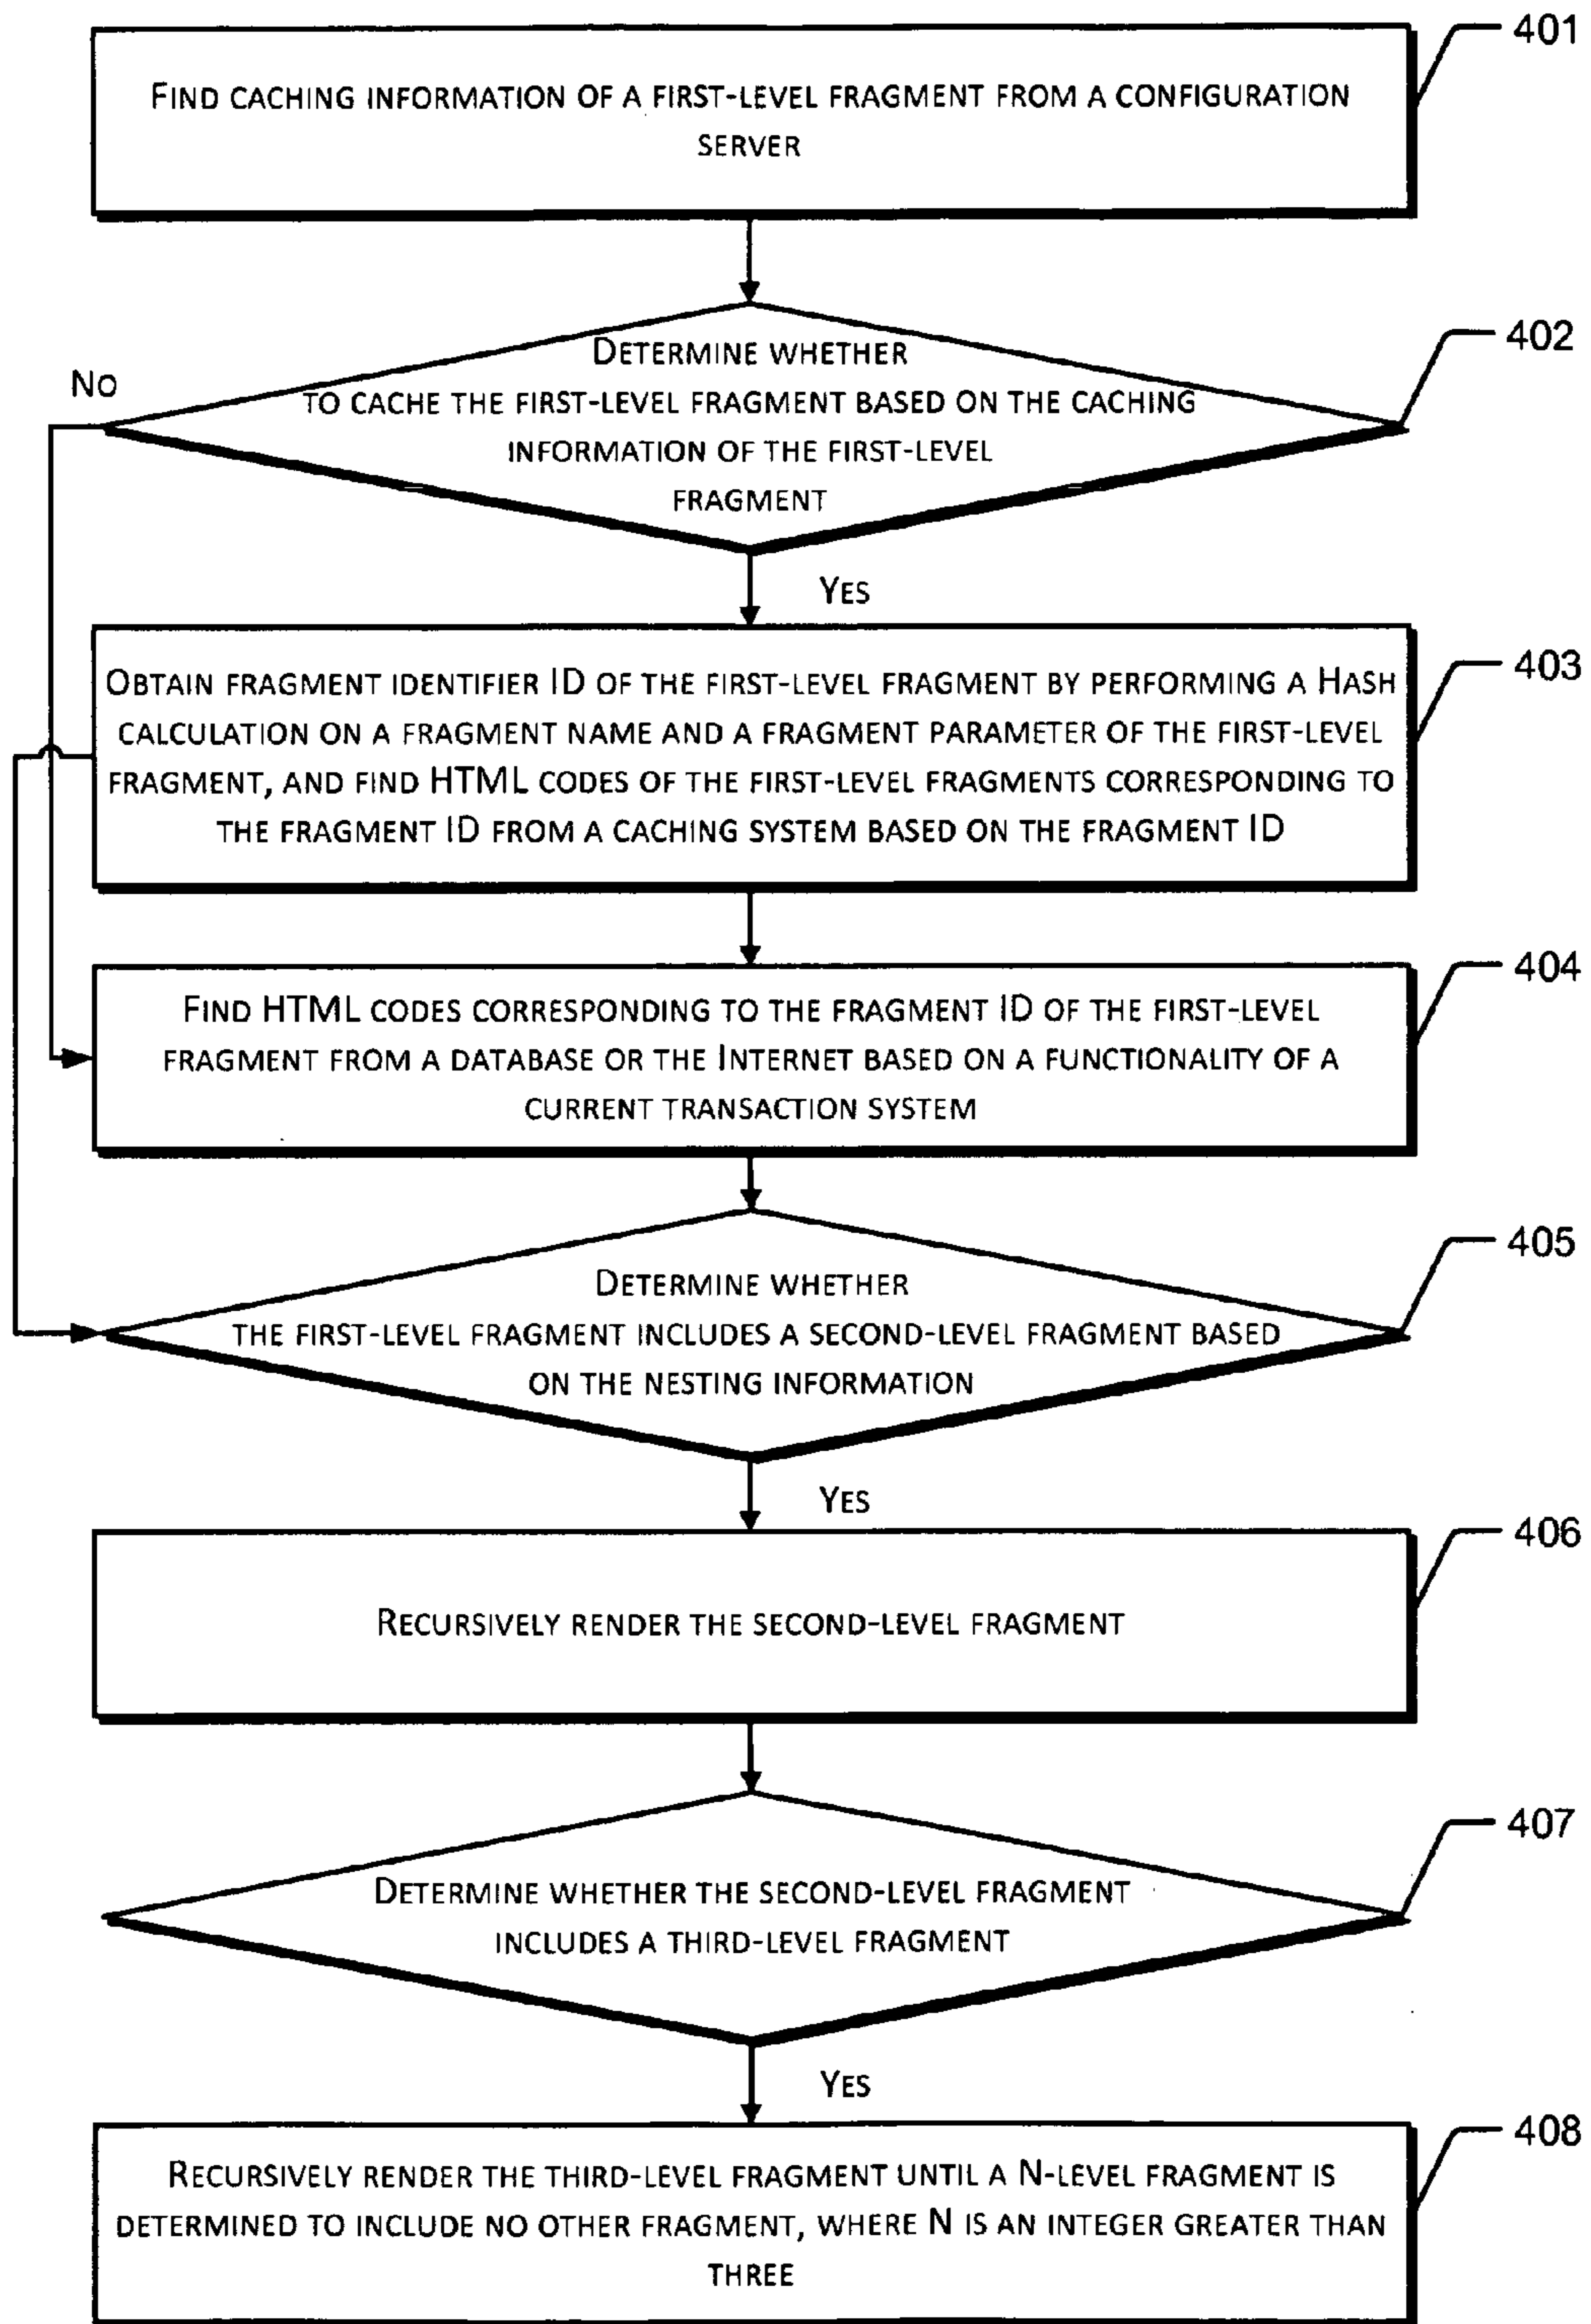 401
FIND CACHING INFORMATION OF A FIRST-LEVEL FRAGMENT FROM A CONFIGURATION
SERVER
402
NO
DETERMINE WHETHER
TO CACHE THE FIRST-LEVEL FRAGMENT BASED ON THE CACHING
INFORMATION OF THE FIRST-LEVEL
FRAGMENT
YES
403
OBTAIN FRAGMENT IDENTIFIER ID OF THE FIRST-LEVEL FRAGMENT BY PERFORMING A HASH
CALCULATION ON A FRAGMENT NAME AND A FRAGMENT PARAMETER OF THE FIRST-LEVEL
FRAGMENT, AND FIND HTML CODES OF THE FIRST-LEVEL FRAGMENTS CORRESPONDING TO
THE FRAGMENT ID FROM A CACHING SYSTEM BASED ON THE FRAGMENT ID
404
FIND HTML CODES CORRESPONDING TO THE FRAGMENT ID OF THE FIRST-LEVEL
FRAGMENT FROM A DATABASE OR THE INTERNET BASED ON A FUNCTIONALITY OF A
CURRENT TRANSACTION SYSTEM
405
DETERMINE WHETHER
THE FIRST-LEVEL FRAGMENT INCLUDES A SECOND-LEVEL FRAGMENT BASED
ON THE NESTING INFORMATION
YES
406
RECURSIVELY RENDER THE SECOND-LEVEL FRAGMENT
407
DETERMINE WHETHER THE SECOND-LEVEL FRAGMENT
INCLUDES A THIRD-LEVEL FRAGMENT
YES
408
RECURSIVELY RENDER THE THIRD-LEVEL FRAGMENT UNTIL A N-LEVEL FRAGMENT IS
DETERMINED TO INCLUDE NO OTHER FRAGMENT, WHERE N IS AN INTEGER GREATER THAN
THREE